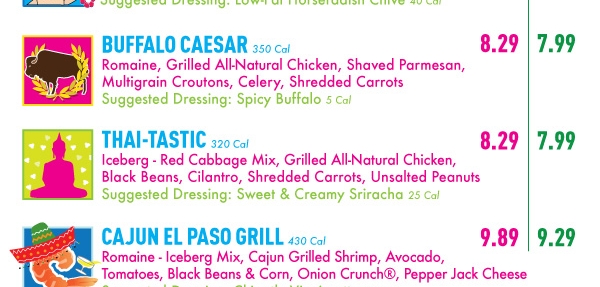 Suggested Dressing: Low-Fat Horseradish Chive 40 Cal
BUFFALO CAESAR 350 Cal 8.29 7.99
Romaine, Grilled All-Natural Chicken, Shaved Parmesan,
Multigrain Croutons, Celery, Shredded Carrots
Suggested Dressing: Spicy Buffalo 5 Cal
THAI-TASTIC 320 Cal 8.29 7.99
Iceberg - Red Cabbage Mix, Grilled All-Natural Chicken,
Black Beans, Cilantro, Shredded Carrots, Unsalted Peanuts
Suggested Dressing: Sweet & Creamy Sriracha 25 Cal
CAJUN EL PASO GRILL 430 Cal 9.89 9.29
Romaine - Iceberg Mix, Cajun Grilled Shrimp, Avocado,
Tomatoes, Black Beans & Corn, Onion Crunch®, Pepper Jack Cheese
Suggested Dressing: